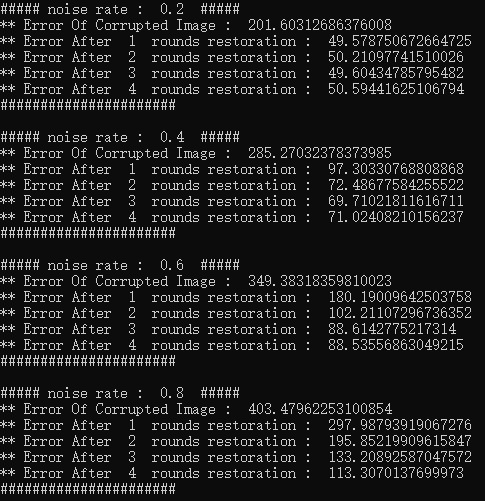 ##### noise rate :  0.2  #####
** Error Of Corrupted Image :  201.60312686376008
** Error After  1  rounds restoration :  49.578750672664725
** Error After  2  rounds restoration :  50.21097741510026
** Error After  3  rounds restoration :  49.60434785795482
** Error After  4  rounds restoration :  50.59441625106794
######################
##### noise rate :  0.4  #####
** Error Of Corrupted Image :  285.27032378373985
** Error After  1  rounds restoration :  97.30330768808868
** Error After  2  rounds restoration :  72.48677584255522
** Error After  3  rounds restoration :  69.71021811616711
** Error After  4  rounds restoration :  71.02408210156237
######################
##### noise rate :  0.6  #####
** Error Of Corrupted Image :  349.38318359810023
** Error After  1  rounds restoration :  180.19009642503758
** Error After  2  rounds restoration :  102.21107296736352
** Error After  3  rounds restoration :  88.6142775217314
** Error After  4  rounds restoration :  88.53556863049215
######################
##### noise rate :  0.8  #####
** Error Of Corrupted Image :  403.47962253100854
** Error After  1  rounds restoration :  297.98793919067276
** Error After  2  rounds restoration :  195.85219909615847
** Error After  3  rounds restoration :  133.20892587047572
** Error After  4  rounds restoration :  113.3070137699973
######################